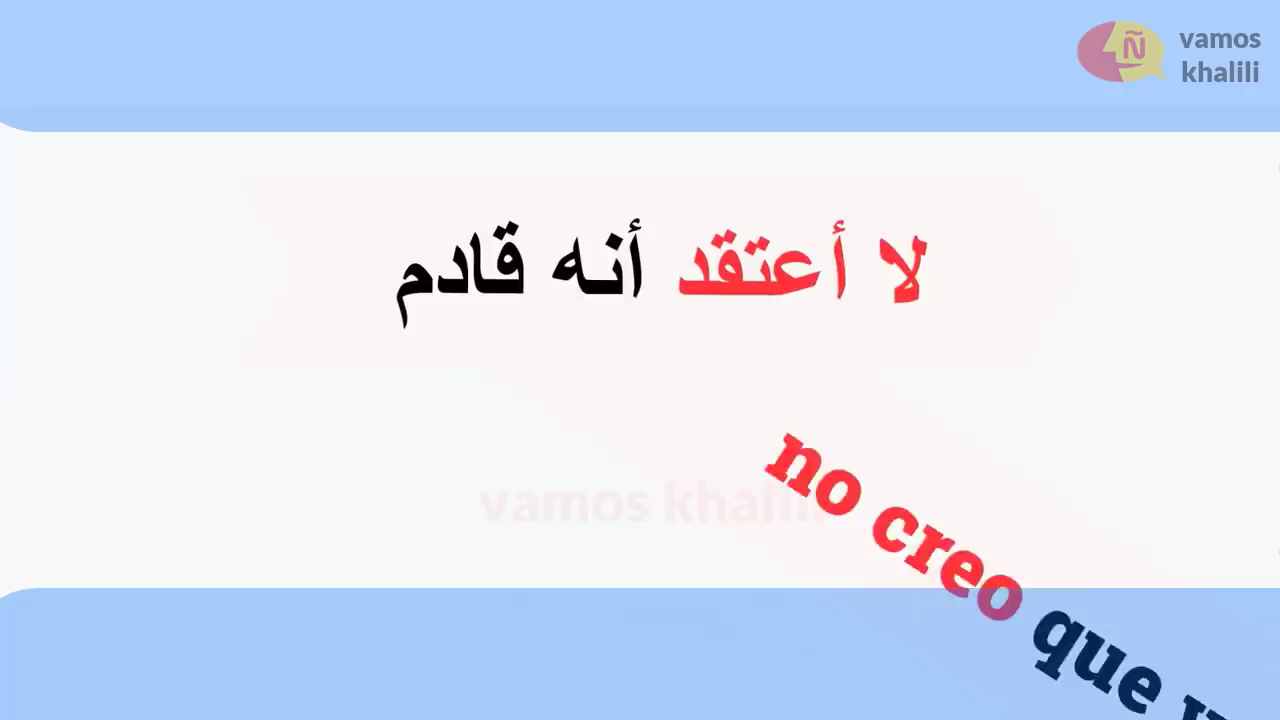 Ñ
vamos
khalili
لا أعتقد أنه قادم
vamos khalili
no creo que